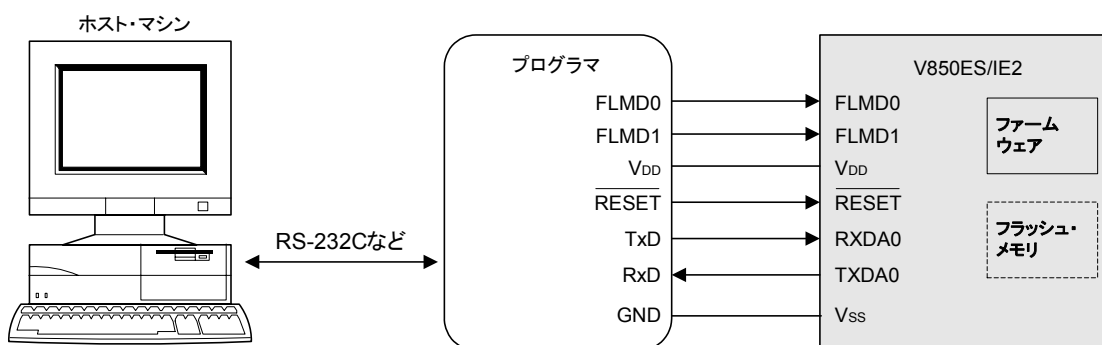 ホスト・マシン
RS-232Cなど
プログラマ
FLMD0
FLMD1
VDD
RESET
TxD
RxD
GND
V850ES/IE2
FLMD0
FLMD1
VDD
RESET
RXDA0
TXDA0
VSS
ファーム
ウェア
フラッシュ・
メモリ